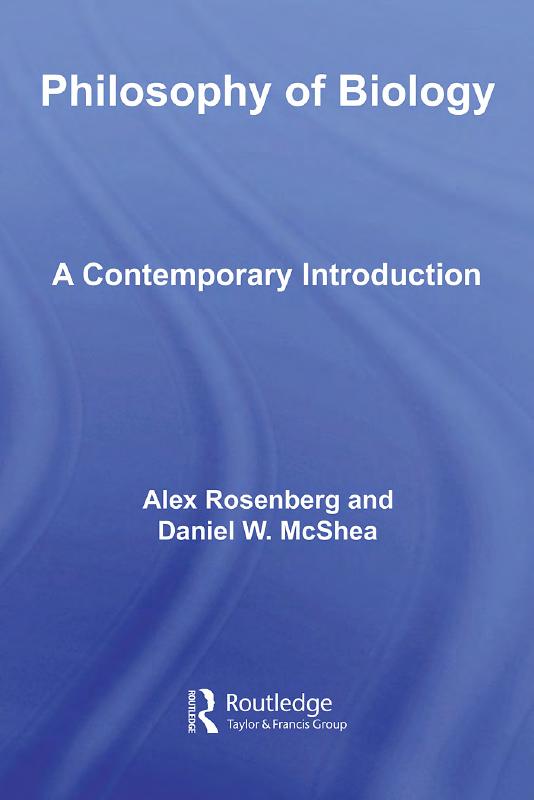 Philosophy of Biology
A Contemporary Introduction
Alex Rosenberg and
Daniel W. McShea
ROUTLEDGE
Routledge
Taylor & Francis Group